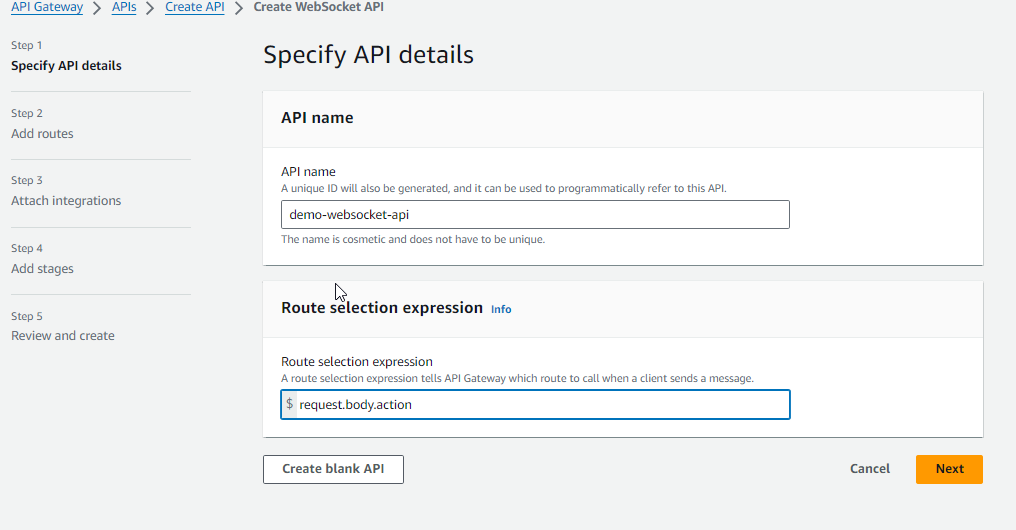 API Gateway > APIs > Create API > Create WebSocket API
Step 1
Specify API details
Step 2
Add routes
Step 3
Attach integrations
Step 4
Add stages
Step 5
Review and create
Specify API details
API name
API name
A unique ID will also be generated, and it can be used to programmatically refer to this API.
demo-websocket-api
The name is cosmetic and does not have to be unique.
Route selection expression Info
Route selection expression
A route selection expression tells API Gateway which route to call when a client sends a message.
$ request.body.action
Create blank API
Cancel
Next